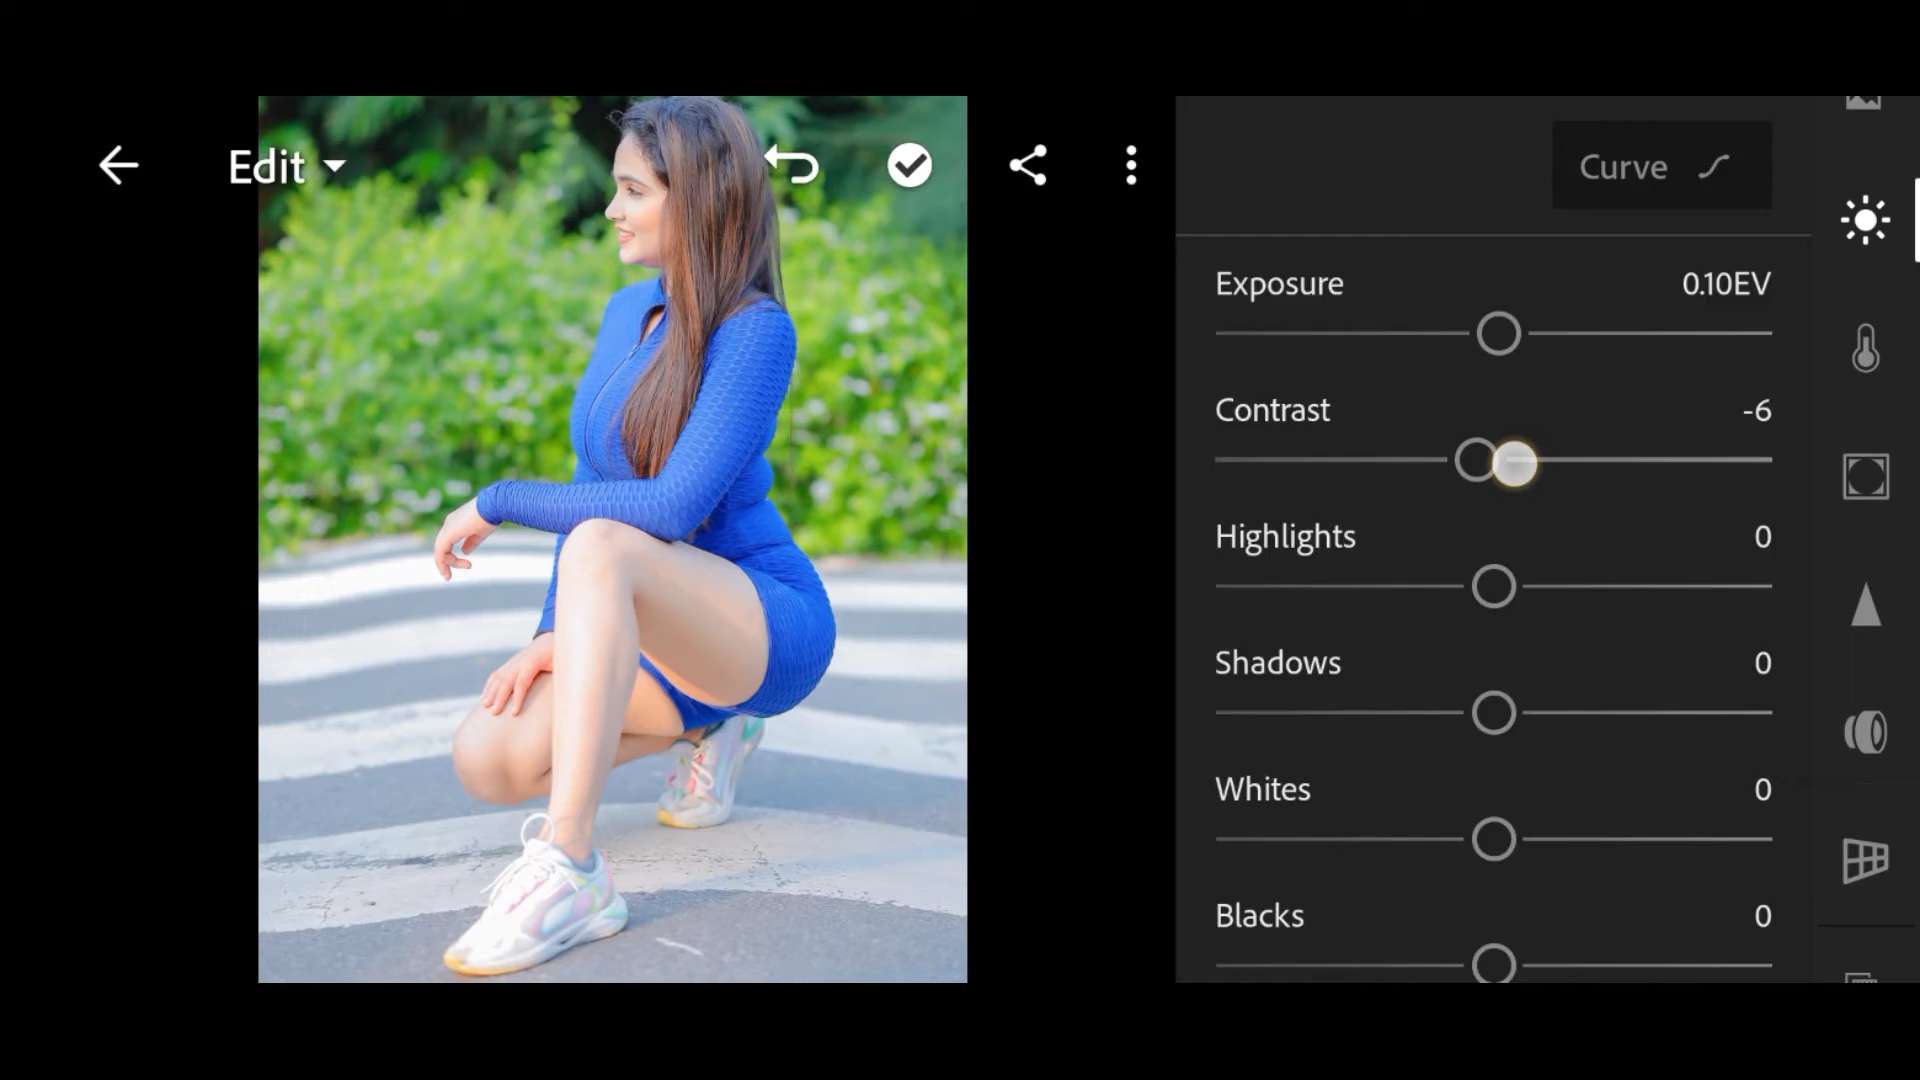 Edit
Curve
Exposure 0.10EV
Contrast -6
Highlights 0
Shadows 0
Whites 0
Blacks 0